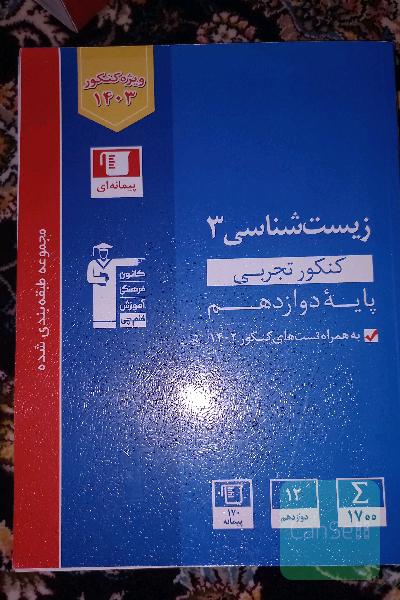 ویژه کنکور
۱۴۰۳
پیمانه‌ای
زیست‌شناسی ۳
کنکور تجربی
پایهٔ دوازدهم
به همراه تست‌های کنکور ۱۴۰۲
کانون
فرهنگی
آموزش
قلم‌چی
مجموعه طبقه‌بندی شده
۱۷۰
پیمانه
۱۲
دوازدهم
Σ
۱۷۰۰
CanSell